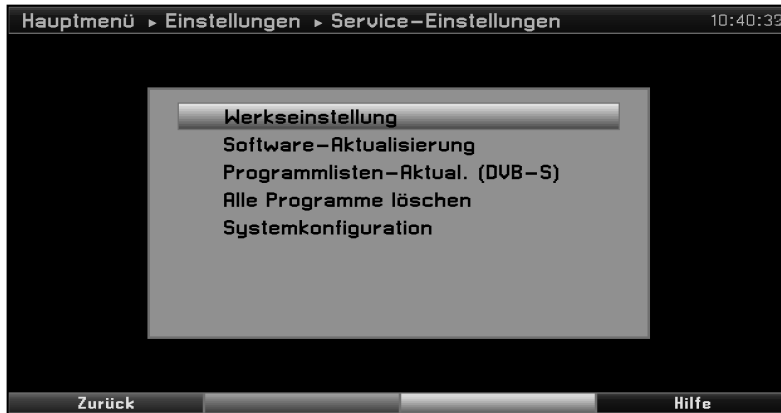 Hauptmenü ▸ Einstellungen ▸ Service-Einstellungen 10:40:33
Werkseinstellung
Software-Aktualisierung
Programmlisten-Aktual. (DVB-S)
Alle Programme löschen
Systemkonfiguration
Zurück Hilfe